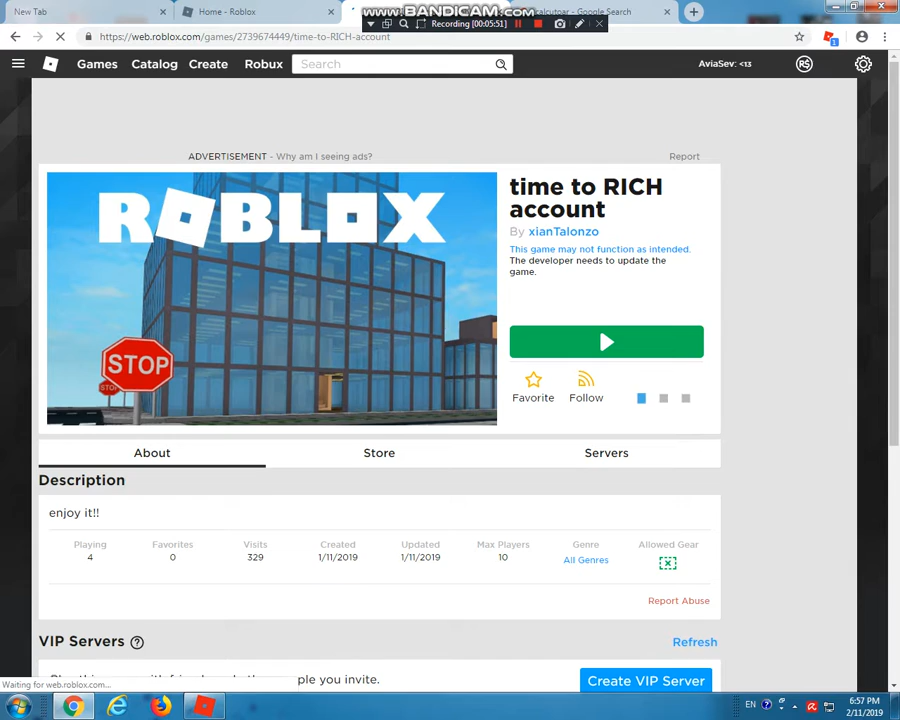 New Tab
Home - Roblox
calcutpar - Google Search
WWW.BANDICAM.COM
Recording [00:05:51]
https://web.roblox.com/games/2739674449/time-to-RICH-account
Games
Catalog
Create
Robux
Search
AviaSev: <13
ADVERTISEMENT - Why am I seeing ads?
Report
ROBLOX
STOP
STOP
time to RICH
account
By xianTalonzo
This game may not function as intended.
The developer needs to update the
game.
Favorite
Follow
About
Store
Servers
Description
enjoy it!!
Playing
Favorites
Visits
Created
Updated
Max Players
Genre
Allowed Gear
4
0
329
1/11/2019
1/11/2019
10
All Genres
Report Abuse
VIP Servers
Refresh
ple you invite.
Create VIP Server
Waiting for web.roblox.com...
EN
6:57 PM
2/11/2019